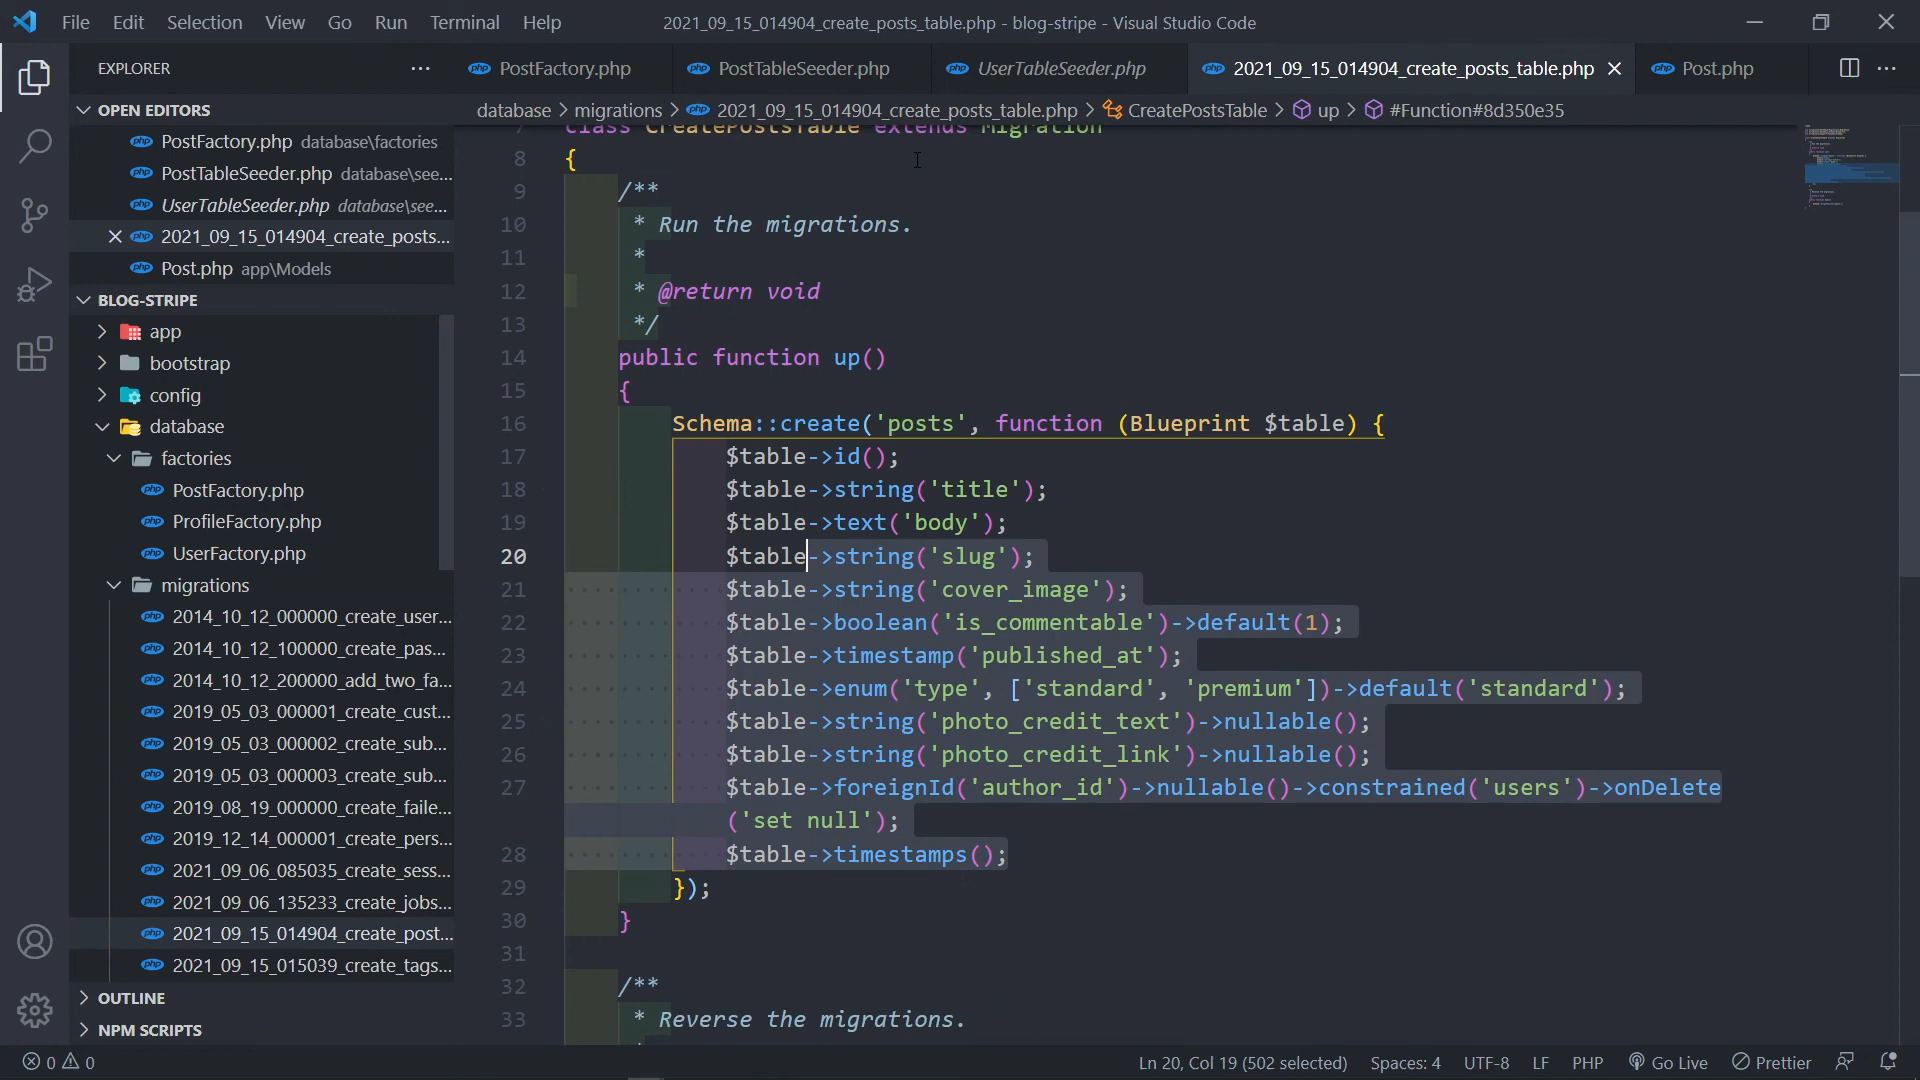 File Edit Selection View Go Run Terminal Help
2021_09_15_014904_create_posts_table.php - blog-stripe - Visual Studio Code
EXPLORER
OPEN EDITORS
PostFactory.php database\factories
PostTableSeeder.php database\see...
UserTableSeeder.php database\see...
2021_09_15_014904_create_posts...
Post.php app\Models
BLOG-STRIPE
app
bootstrap
config
database
factories
PostFactory.php
ProfileFactory.php
UserFactory.php
migrations
2014_10_12_000000_create_user...
2014_10_12_100000_create_pas...
2014_10_12_200000_add_two_fa...
2019_05_03_000001_create_cust...
2019_05_03_000002_create_sub...
2019_05_03_000003_create_sub...
2019_08_19_000000_create_faile...
2019_12_14_000001_create_pers...
2021_09_06_085035_create_sess...
2021_09_06_135233_create_jobs...
2021_09_15_014904_create_post...
2021_09_15_015039_create_tags...
OUTLINE
NPM SCRIPTS
PostFactory.php
PostTableSeeder.php
UserTableSeeder.php
2021_09_15_014904_create_posts_table.php
Post.php
database > migrations > 2021_09_15_014904_create_posts_table.php > CreatePostsTable > up > #Function#8d350e35
7 class CreatePostsTable extends Migration
8 {
9 /**
10 * Run the migrations.
11 *
12 * @return void
13 */
14 public function up()
15 {
16 Schema::create('posts', function (Blueprint $table) {
17 $table->id();
18 $table->string('title');
19 $table->text('body');
20 $table->string('slug');
21 $table->string('cover_image');
22 $table->boolean('is_commentable')->default(1);
23 $table->timestamp('published_at');
24 $table->enum('type', ['standard', 'premium'])->default('standard');
25 $table->string('photo_credit_text')->nullable();
26 $table->string('photo_credit_link')->nullable();
27 $table->foreignId('author_id')->nullable()->constrained('users')->onDelete
('set null');
28 $table->timestamps();
29 });
30 }
31
32 /**
33 * Reverse the migrations.
0 0
Ln 20, Col 19 (502 selected) Spaces: 4 UTF-8 LF PHP Go Live Prettier